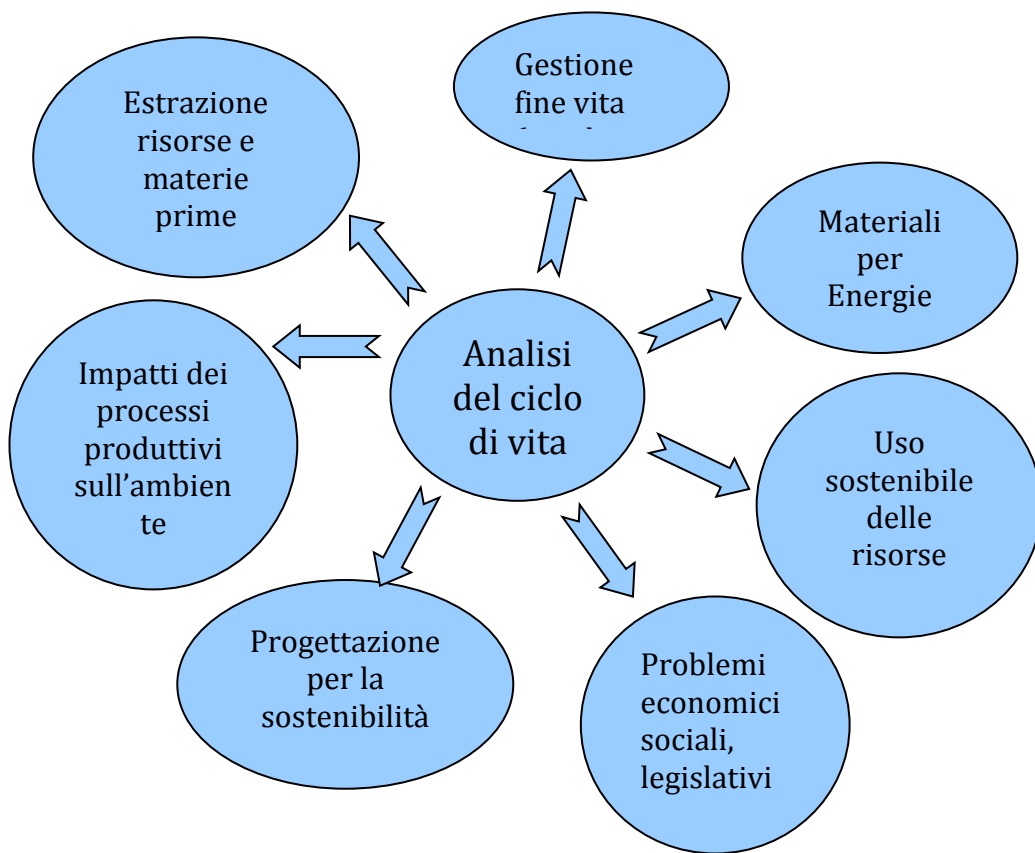 Gestione
fine vita
Estrazione
risorse e
materie
prime
Materiali
per
Energie
Analisi
del ciclo
di vita
Impatti dei
processi
produttivi
sull’ambien
te
Uso
sostenibile
delle
risorse
Progettazione
per la
sostenibilità
Problemi
economici
sociali,
legislativi